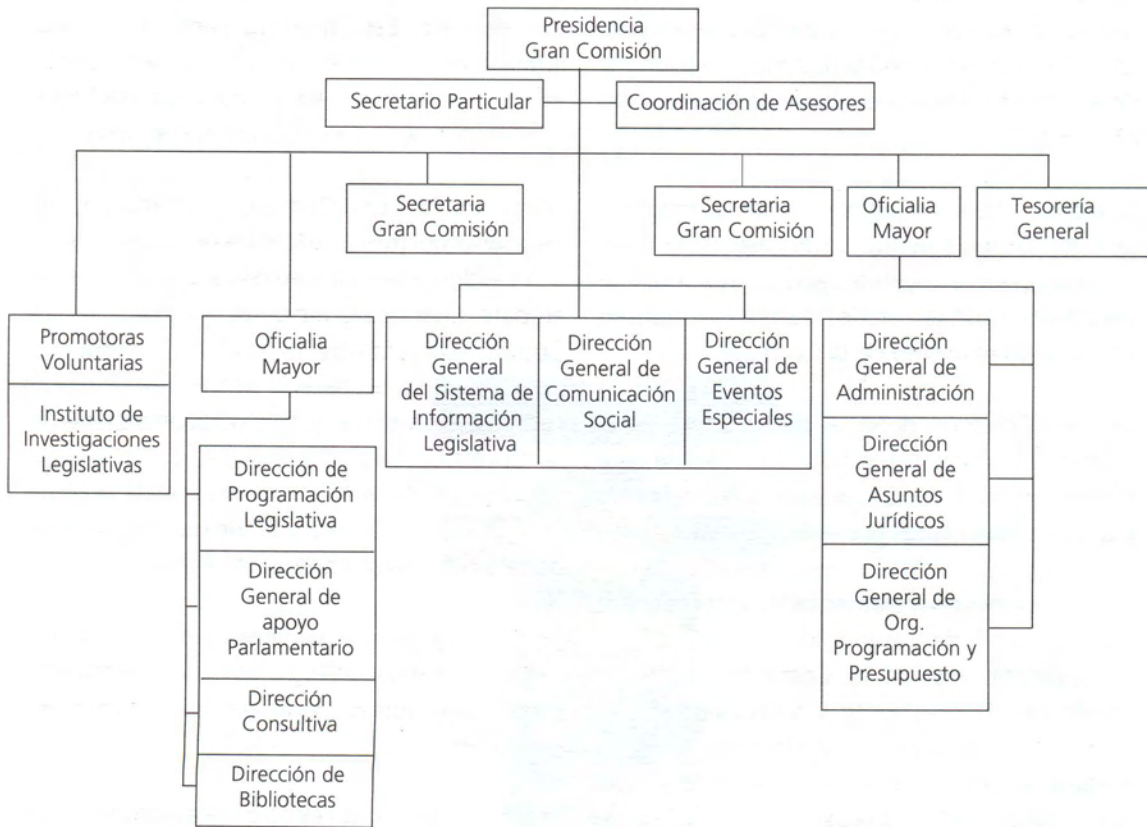 Presidencia
Gran Comisión
Secretario Particular
Coordinación de Asesores
Secretaria
Gran Comisión
Secretaria
Gran Comisión
Oficialia
Mayor
Tesorería
General
Promotoras
Voluntarias
Instituto de
Investigaciones
Legislativas
Oficialia
Mayor
Dirección de
Programación
Legislativa
Dirección
General de
apoyo
Parlamentario
Dirección
Consultiva
Dirección de
Bibliotecas
Dirección
General
del Sistema de
Información
Legislativa
Dirección
General de
Comunicación
Social
Dirección
General de
Eventos
Especiales
Dirección
General de
Administración
Dirección
General de
Asuntos
Jurídicos
Dirección
General de
Org.
Programación y
Presupuesto